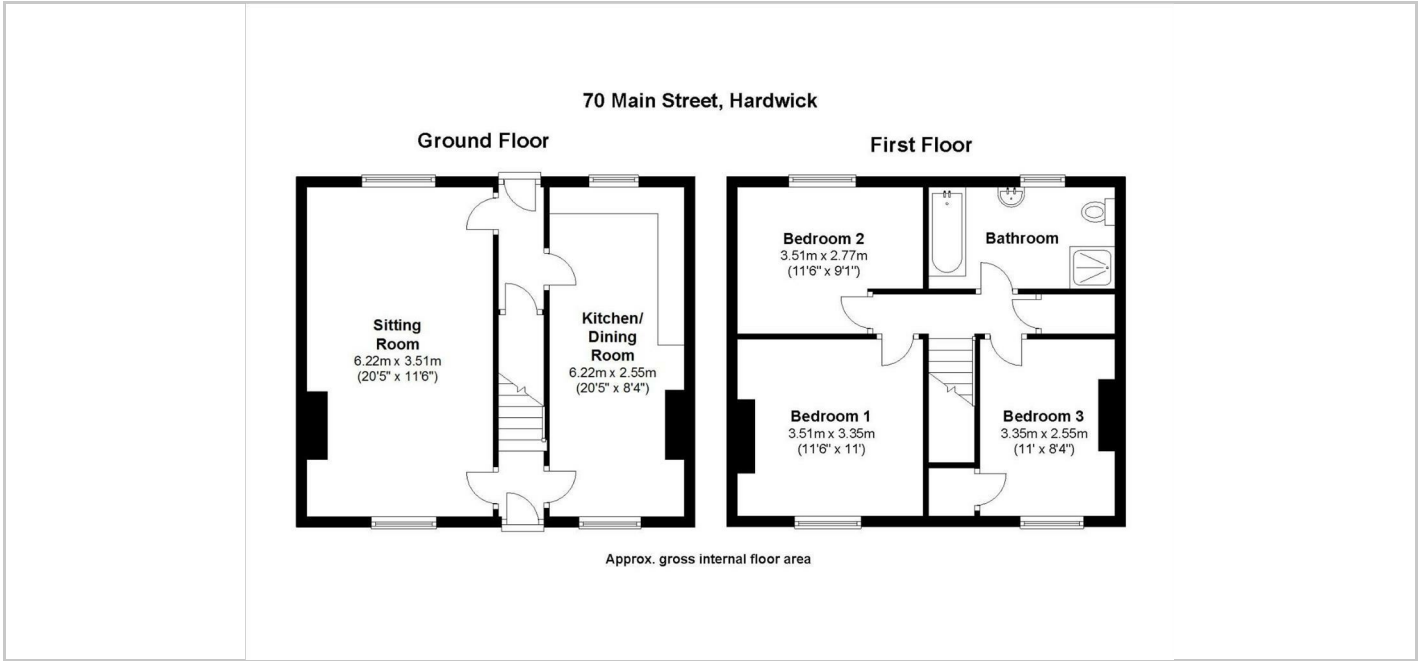 70 Main Street, Hardwick
Ground Floor
Sitting
Room
6.22m x 3.51m
(20'5" x 11'6")
Kitchen/
Dining
Room
6.22m x 2.55m
(20'5" x 8'4")
First Floor
Bedroom 2
3.51m x 2.77m
(11'6" x 9'1")
Bathroom
Bedroom 1
3.51m x 3.35m
(11'6" x 11')
Bedroom 3
3.35m x 2.55m
(11' x 8'4")
Approx. gross internal floor area